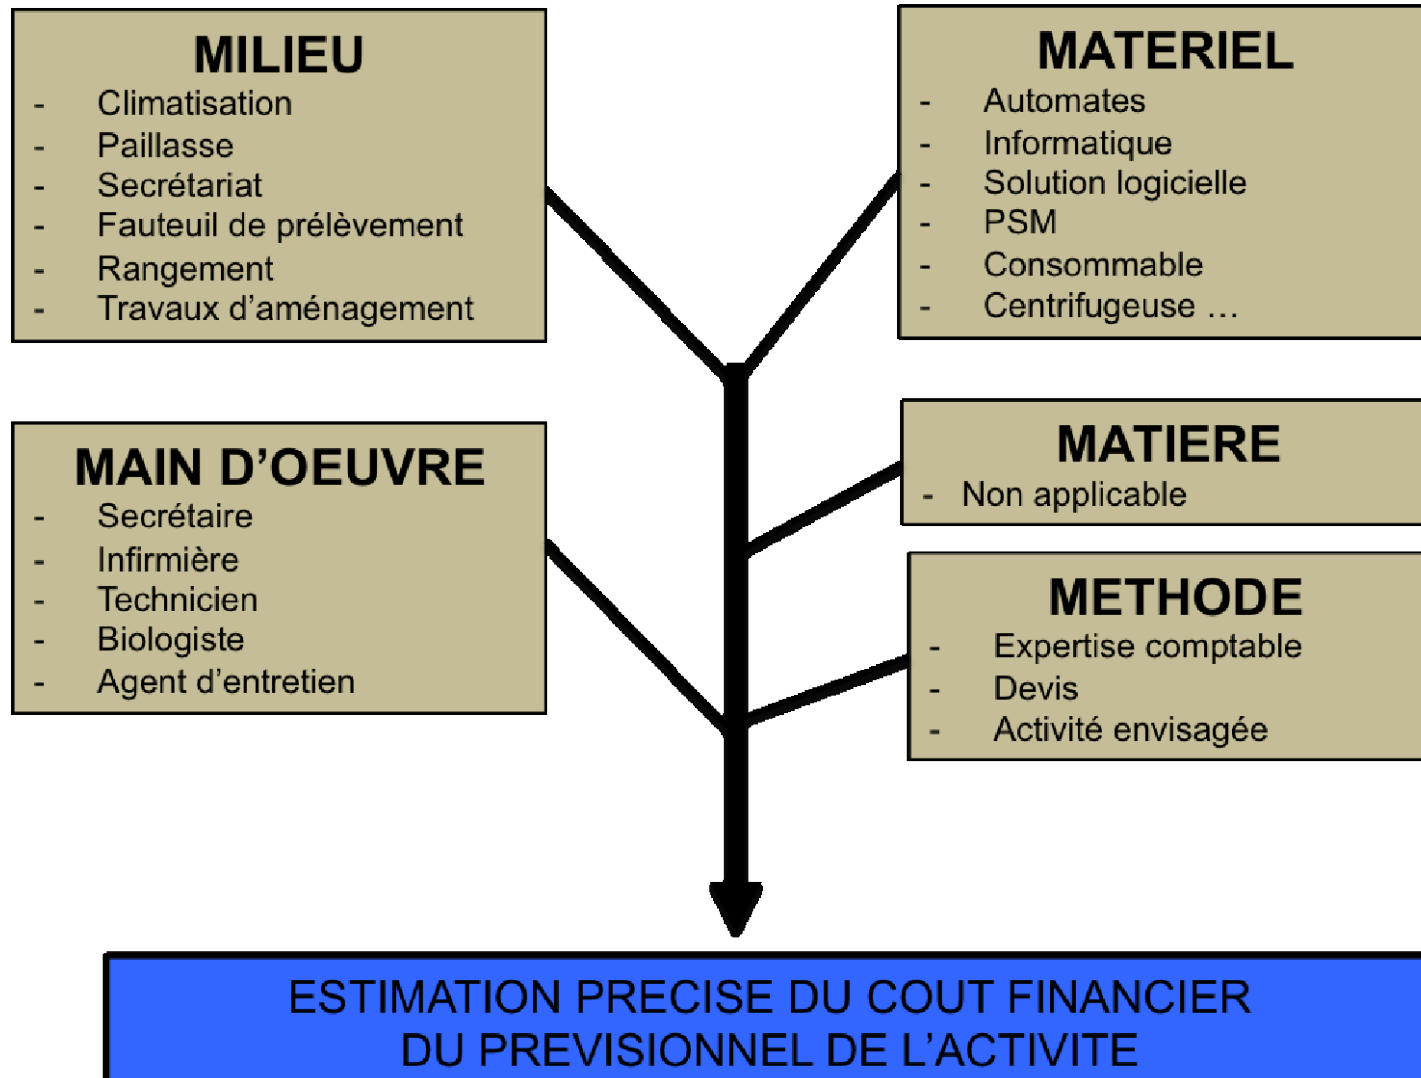 MILIEU
- Climatisation
- Paillasse
- Secrétariat
- Fauteuil de prélèvement
- Rangement
- Travaux d’aménagement
MATERIEL
- Automates
- Informatique
- Solution logicielle
- PSM
- Consommable
- Centrifugeuse …
MAIN D’OEUVRE
- Secrétaire
- Infirmière
- Technicien
- Biologiste
- Agent d’entretien
MATIERE
- Non applicable
METHODE
- Expertise comptable
- Devis
- Activité envisagée
ESTIMATION PRECISE DU COUT FINANCIER
DU PREVISIONNEL DE L’ACTIVITE